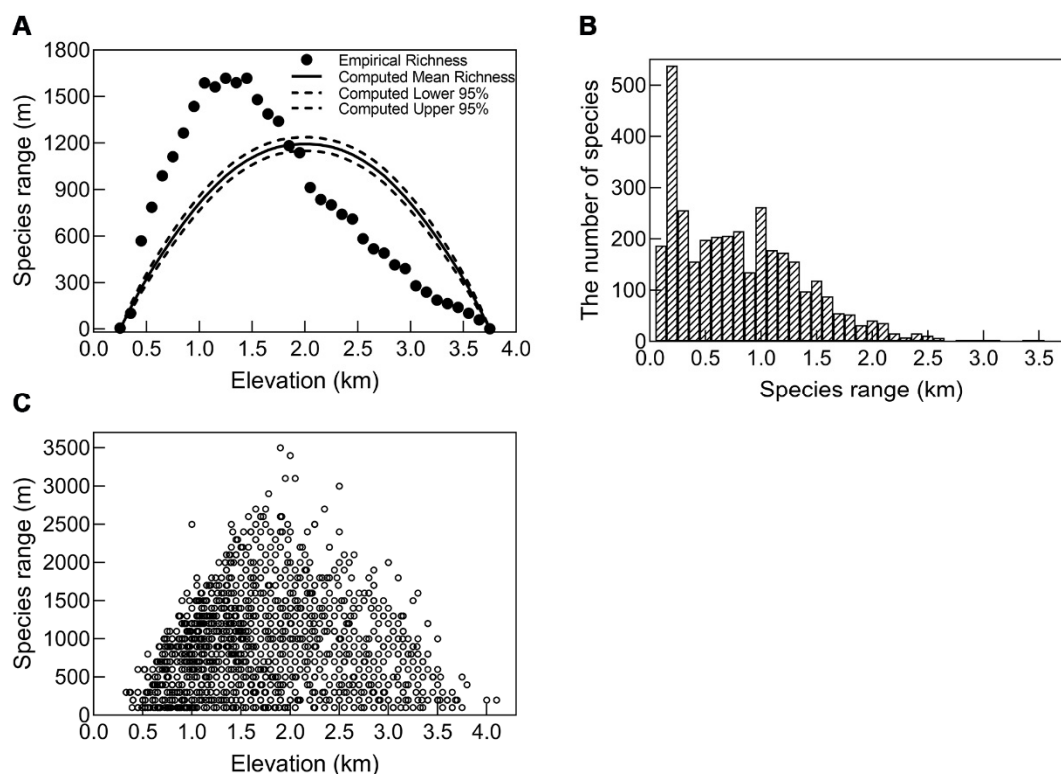 A
1800
1500
1200
900
600
300
0
Species range (m)
Empirical Richness
Computed Mean Richness
Computed Lower 95%
Computed Upper 95%
0.0 0.5 1.0 1.5 2.0 2.5 3.0 3.5 4.0
Elevation (km)
B
500
400
300
200
100
0
The number of species
0.0 0.5 1.0 1.5 2.0 2.5 3.0 3.5
Species range (km)
C
3500
3000
2500
2000
1500
1000
500
0
Species range (m)
0.0 0.5 1.0 1.5 2.0 2.5 3.0 3.5 4.0
Elevation (km)